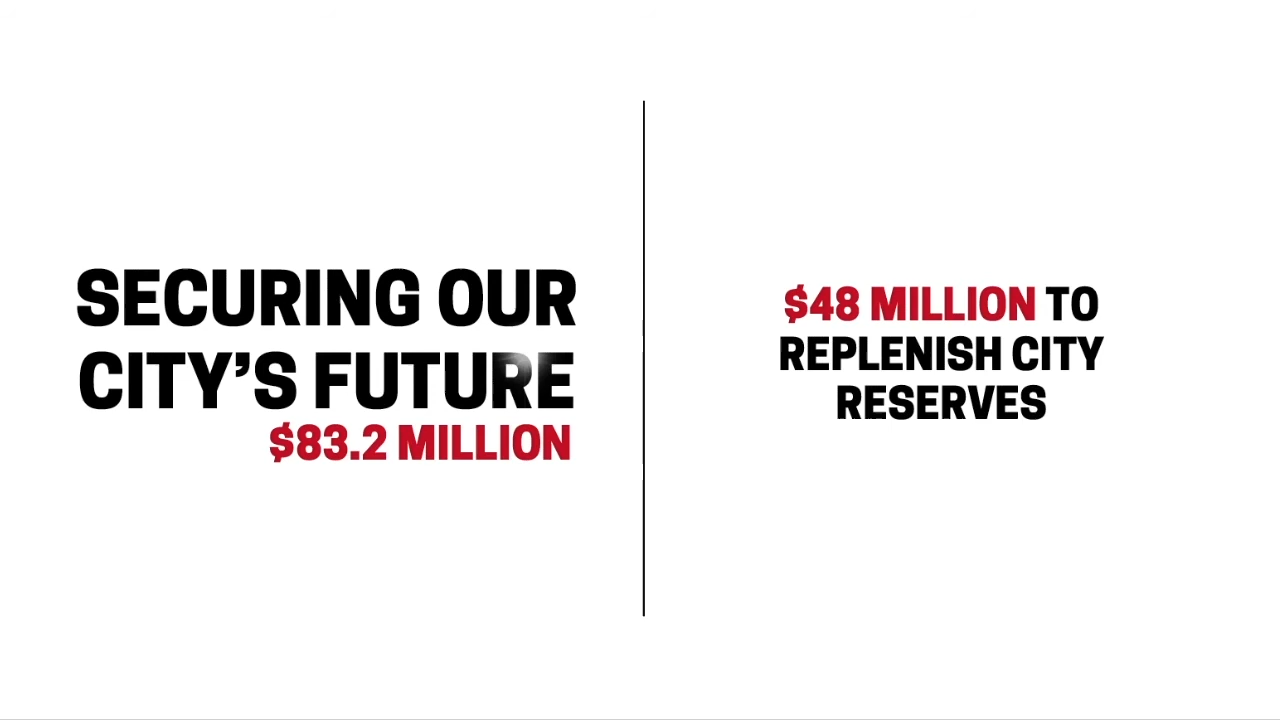 SECURING OUR
CITY’S FUTURE
$83.2 MILLION
$48 MILLION TO
REPLENISH CITY
RESERVES